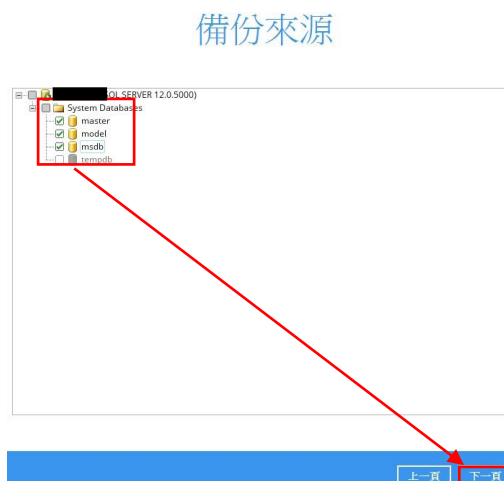 備份來源
SQL SERVER 12.0.5000)
System Databases
master
model
msdb
tempdb
上一頁 下一頁